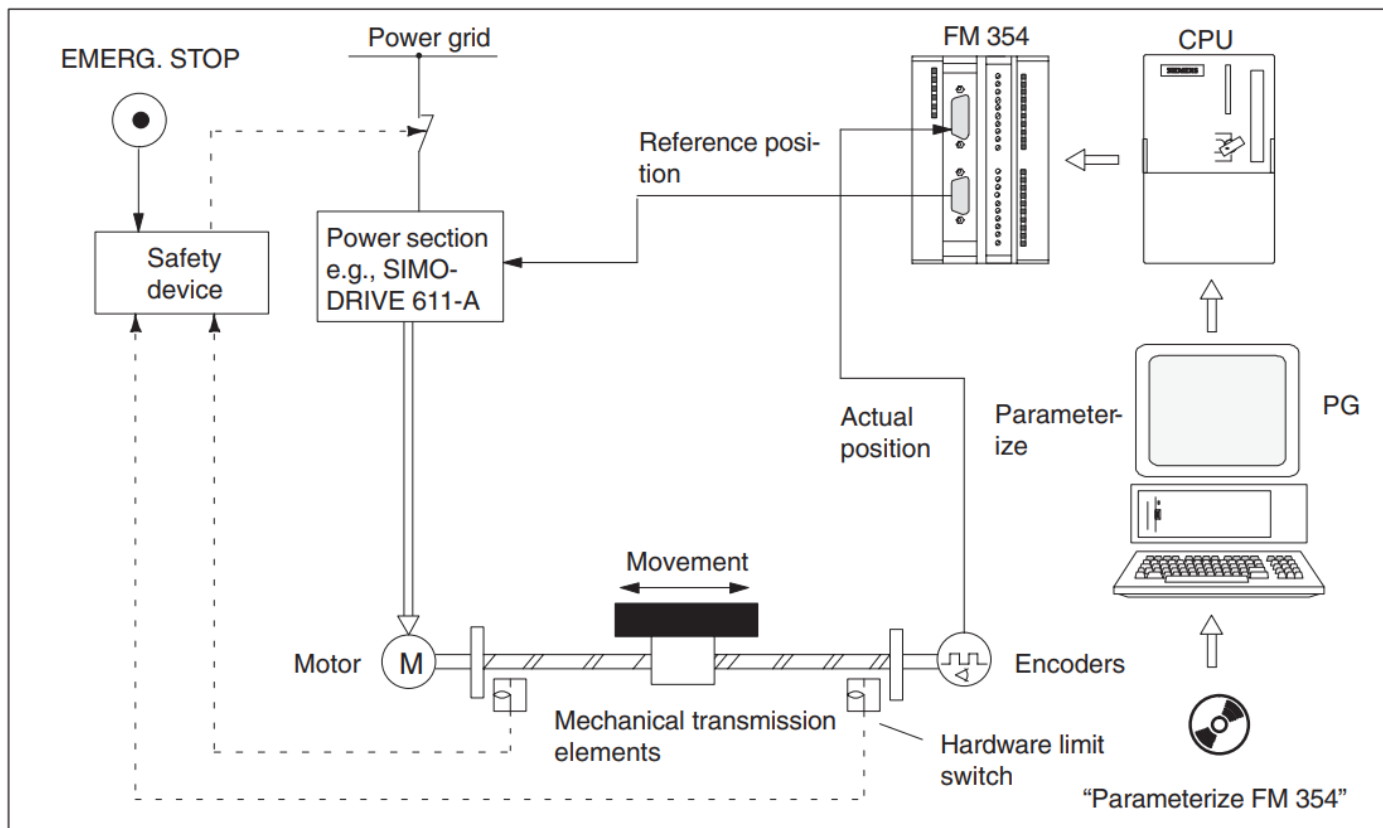 Power grid
EMERG. STOP
FM 354
CPU
SIEMENS
Reference posi-
tion
Safety
device
Power section
e.g., SIMO-
DRIVE 611-A
Actual
position
Parameter-
ize
PG
Movement
Motor
M
Encoders
Mechanical transmission
elements
Hardware limit
switch
“Parameterize FM 354”